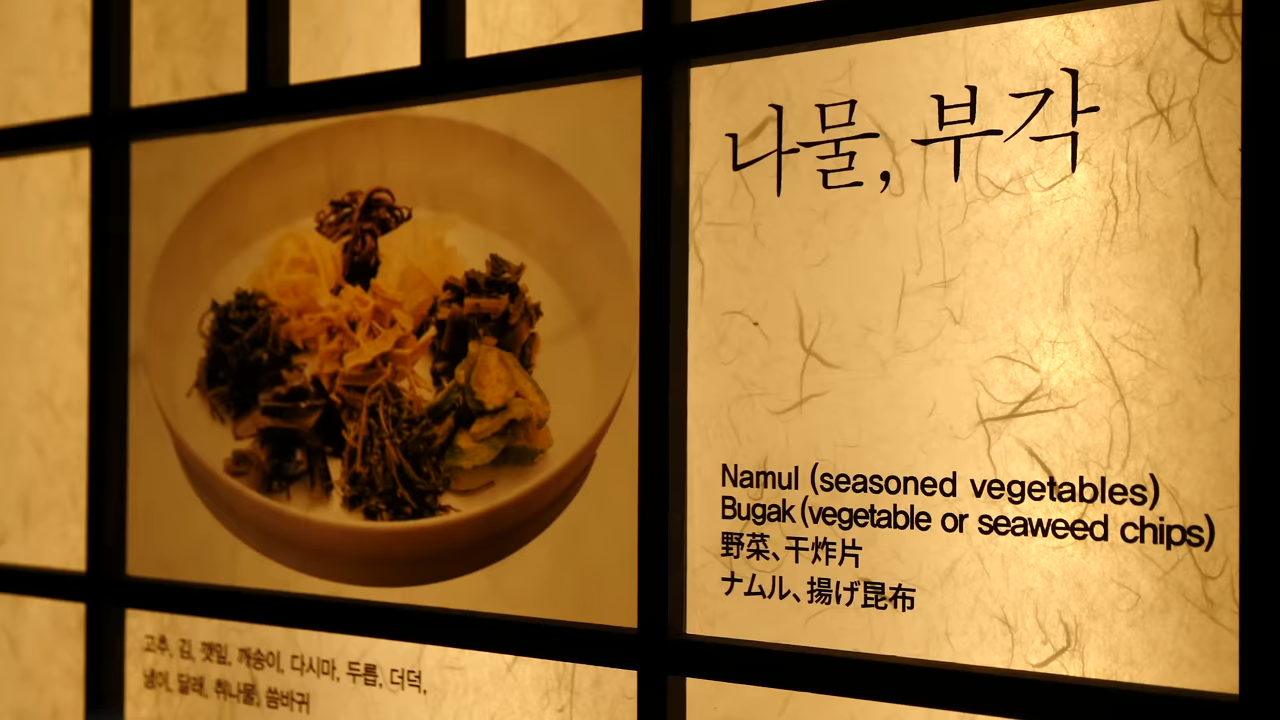 나물, 부각
Namul (seasoned vegetables)
Bugak (vegetable or seaweed chips)
野菜、干炸片
ナムル、揚げ昆布
고추, 김, 깻잎, 깨송이, 다시마, 두릅, 더덕,
냉이, 달래, 취나물, 씀바귀